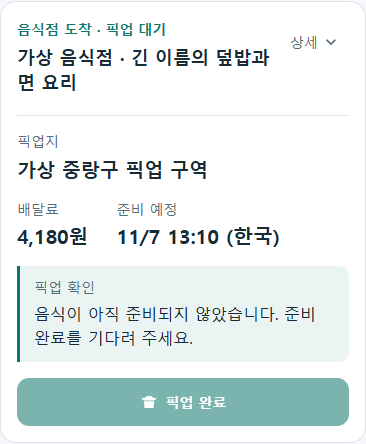 음식점 도착 · 픽업 대기
상세
가상 음식점 · 긴 이름의 덮밥과
면 요리
픽업지
가상 중랑구 픽업 구역
배달료
준비 예정
4,180원
11/7 13:10 (한국)
픽업 확인
음식이 아직 준비되지 않았습니다. 준비
완료를 기다려 주세요.
픽업 완료